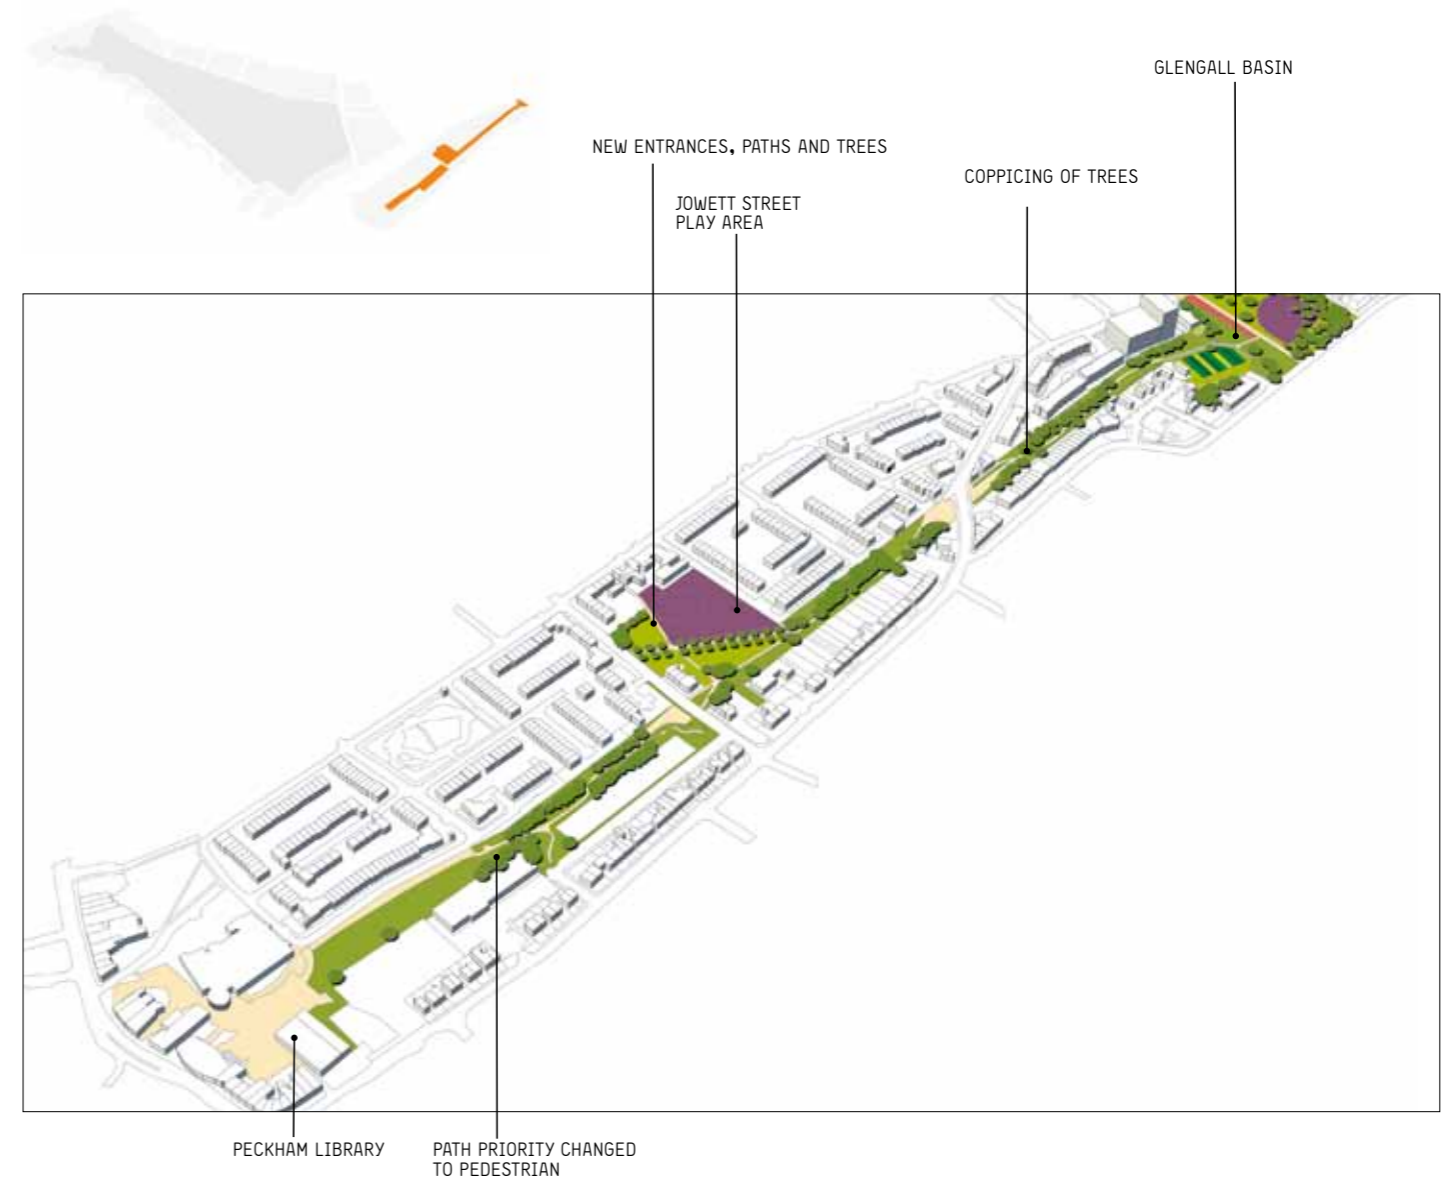 GLENGALL BASIN
NEW ENTRANCES, PATHS AND TREES
COPPICING OF TREES
JOWETT STREET
PLAY AREA
PECKHAM LIBRARY
PATH PRIORITY CHANGED
TO PEDESTRIAN